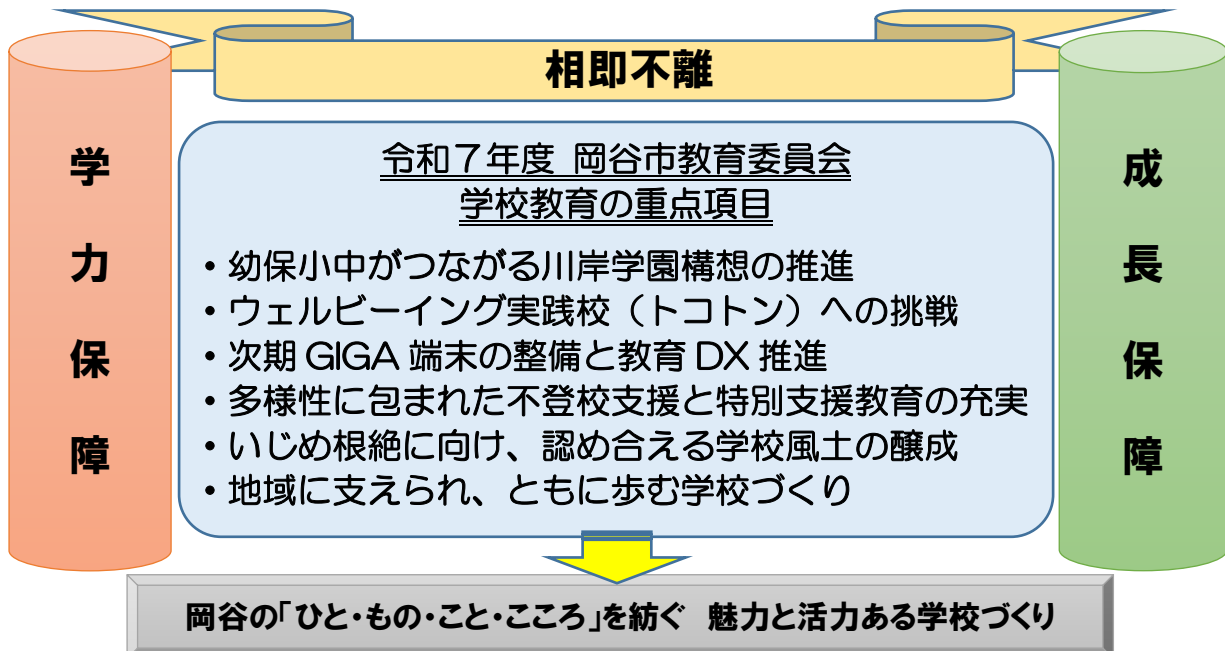 相即不離
学力保障
令和7年度 岡谷市教育委員会
学校教育の重点項目
・幼保小中がつながる川岸学園構想の推進
・ウェルビーイング実践校（トコトン）への挑戦
・次期 GIGA 端末の整備と教育 DX 推進
・多様性に包まれた不登校支援と特別支援教育の充実
・いじめ根絶に向け、認め合える学校風土の醸成
・地域に支えられ、ともに歩む学校づくり
成長保障
岡谷の「ひと・もの・こと・こころ」を紡ぐ　魅力と活力ある学校づくり